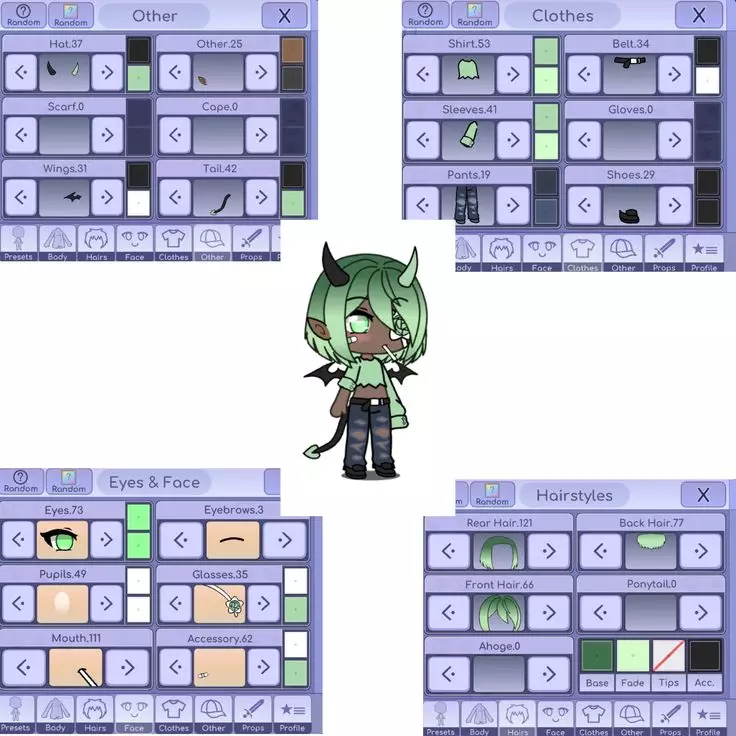 Random Random Other X
Hat.37 Other.25
Scarf.0 Cape.0
Wings.31 Tail.42
Presets Body Hairs Face Clothes Other Props
Random Random Clothes X
Shirt.53 Belt.34
Sleeves.41 Gloves.0
Pants.19 Shoes.29
ody Hairs Face Clothes Other Props Profile
Random Random Eyes & Face
Eyes.73 Eyebrows.3
Pupils.49 Glasses.35
Mouth.111 Accessory.62
Presets Body Hairs Face Clothes Other Props Profile
m Random Hairstyles X
Rear Hair.121 Back Hair.77
Front Hair.66 Ponytail.0
Ahoge.0
Base Fade Tips Acc.
Presets Body Hairs Face Clothes Other Props Profile